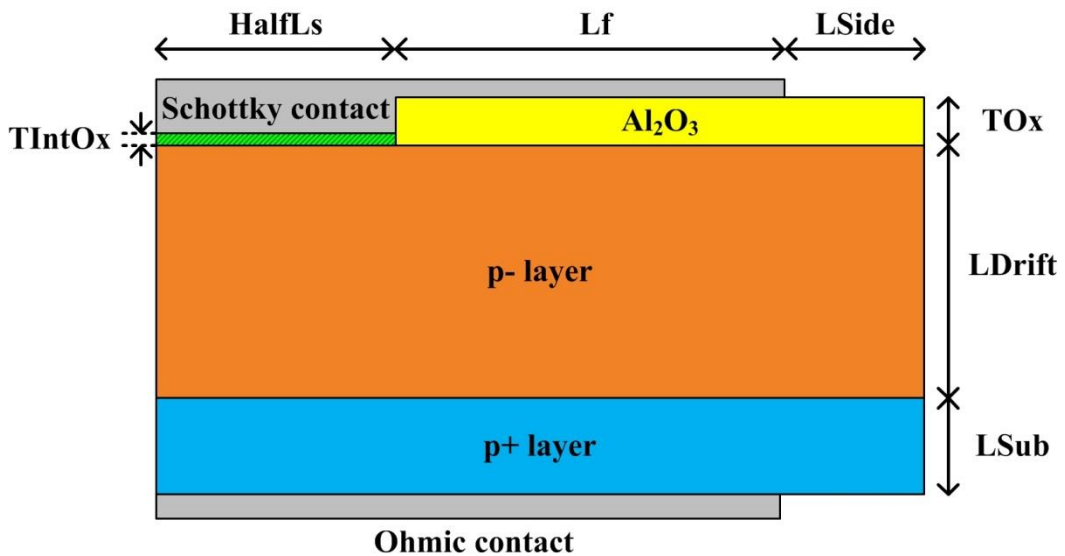 HalfLs
Lf
LSide
Schottky contact
Al₂O₃
TOx
TIntOx
p- layer
LDrift
p+ layer
LSub
Ohmic contact